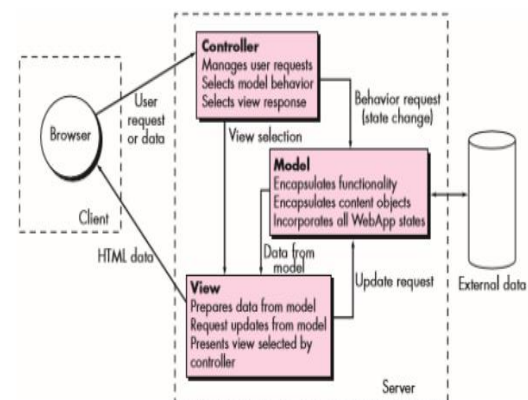 Controller
Manages user requests
Selects model behavior
Selects view response
User
request
or data
Browser
Behavior request
(state change)
View selection
Model
Encapsulates functionality
Encapsulates content objects
Incorporates all WebApp states
Client
HTML data
Data from
model
Update request
External data
View
Prepares data from model
Request updates from model
Presents view selected by
controller
Server